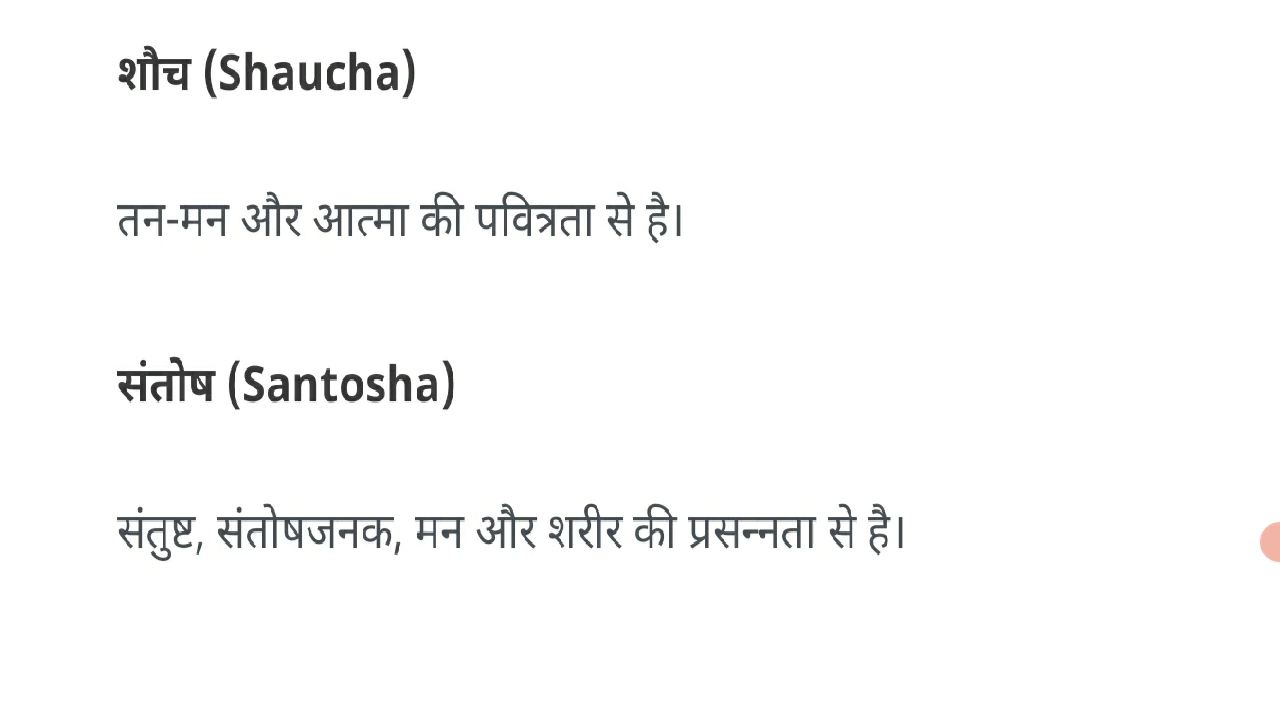 शौच (Shaucha)
तन-मन और आत्मा की पवित्रता से है।
संतोष (Santosha)
संतुष्ट, संतोषजनक, मन और शरीर की प्रसन्नता से है।